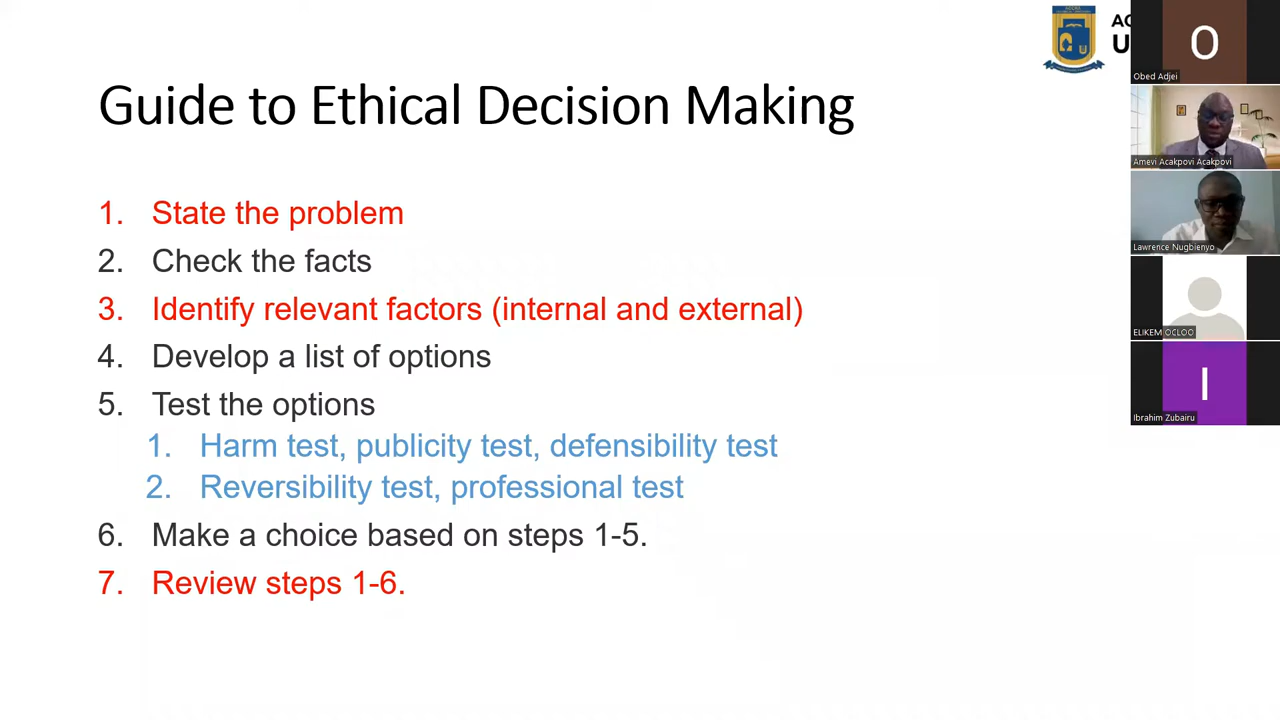 Guide to Ethical Decision Making
1. State the problem
2. Check the facts
3. Identify relevant factors (internal and external)
4. Develop a list of options
5. Test the options
1. Harm test, publicity test, defensibility test
2. Reversibility test, professional test
6. Make a choice based on steps 1-5.
7. Review steps 1-6.
AC
U
O
Obed Adjei
Amevi Acakpovi Acakpovi
Lawrence Nugbienyo
ELIKEM OCLOO
I
Ibrahim Zubairu